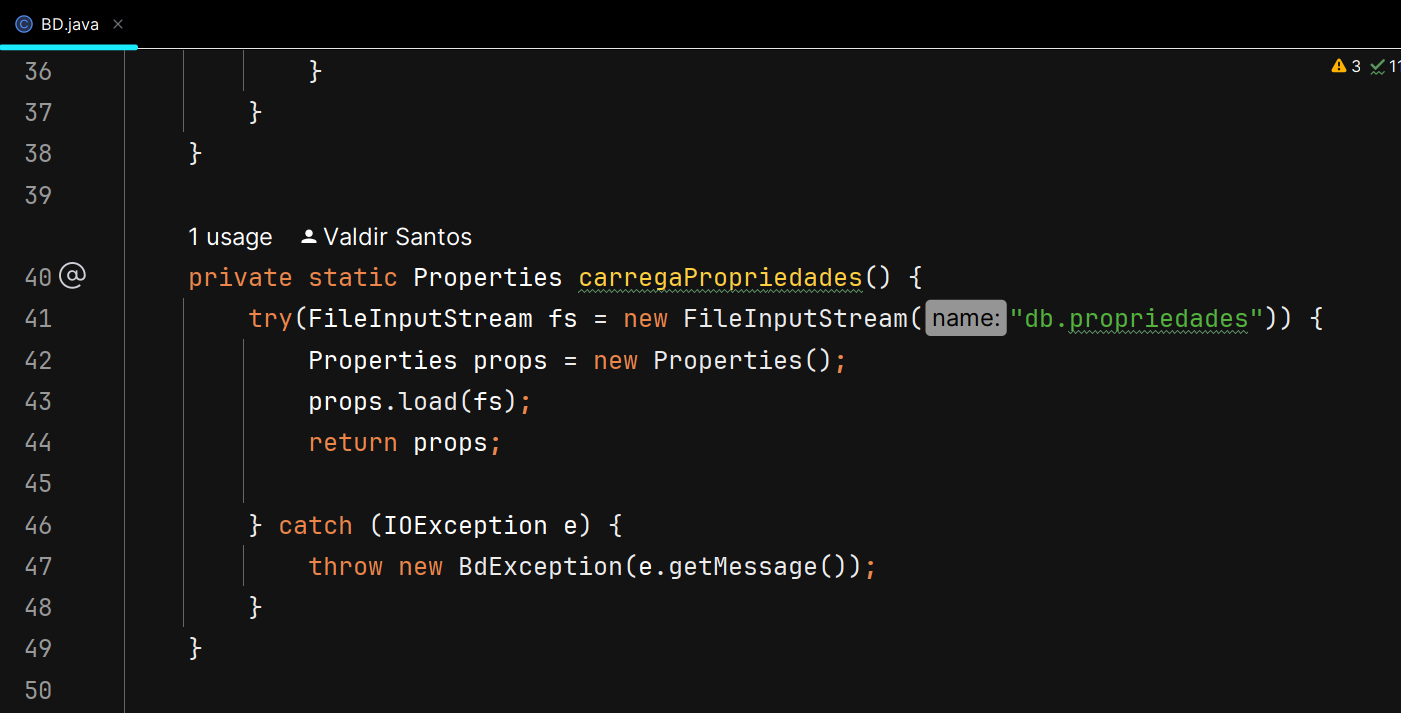 BD.java ×
3 11
36 }
37 }
38 }
39
1 usage Valdir Santos
40 @ private static Properties carregaPropriedades() {
41 try(FileInputStream fs = new FileInputStream( name: "db.propriedades")) {
42 Properties props = new Properties();
43 props.load(fs);
44 return props;
45
46 } catch (IOException e) {
47 throw new BdException(e.getMessage());
48 }
49 }
50